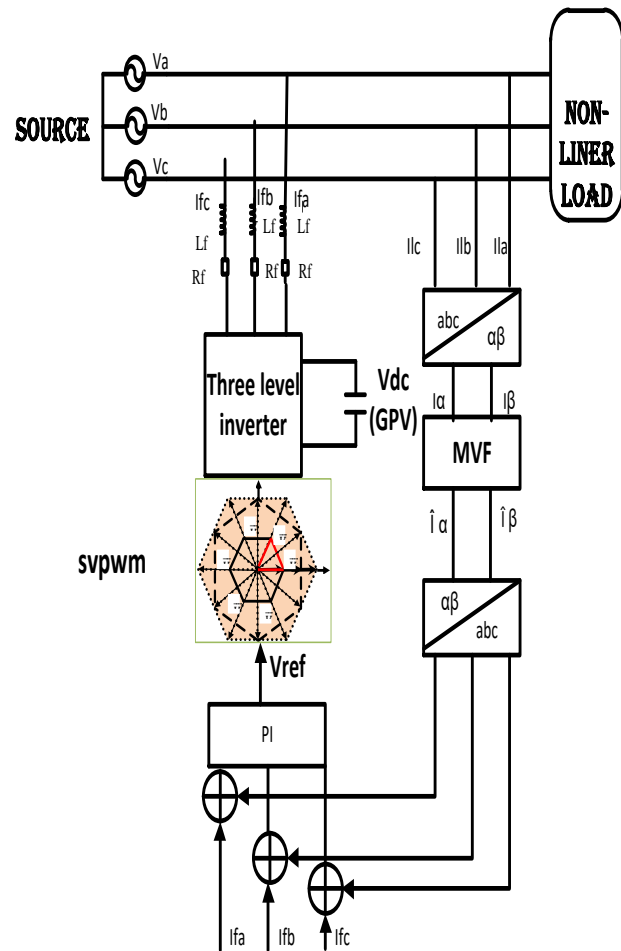 Va
Vb
SOURCE
Vc
NON-
LINER
LOAD
Ifc
Ifb
Ifa
Lf
Lf
Lf
Rf
Rf
Rf
Ilc
Ilb
Ila
abc
αβ
Three level
inverter
Vdc
(GPV)
Iα
Iβ
MVF
Î α
Î β
svpwm
αβ
abc
Vref
PI
Ifa
Ifb
Ifc